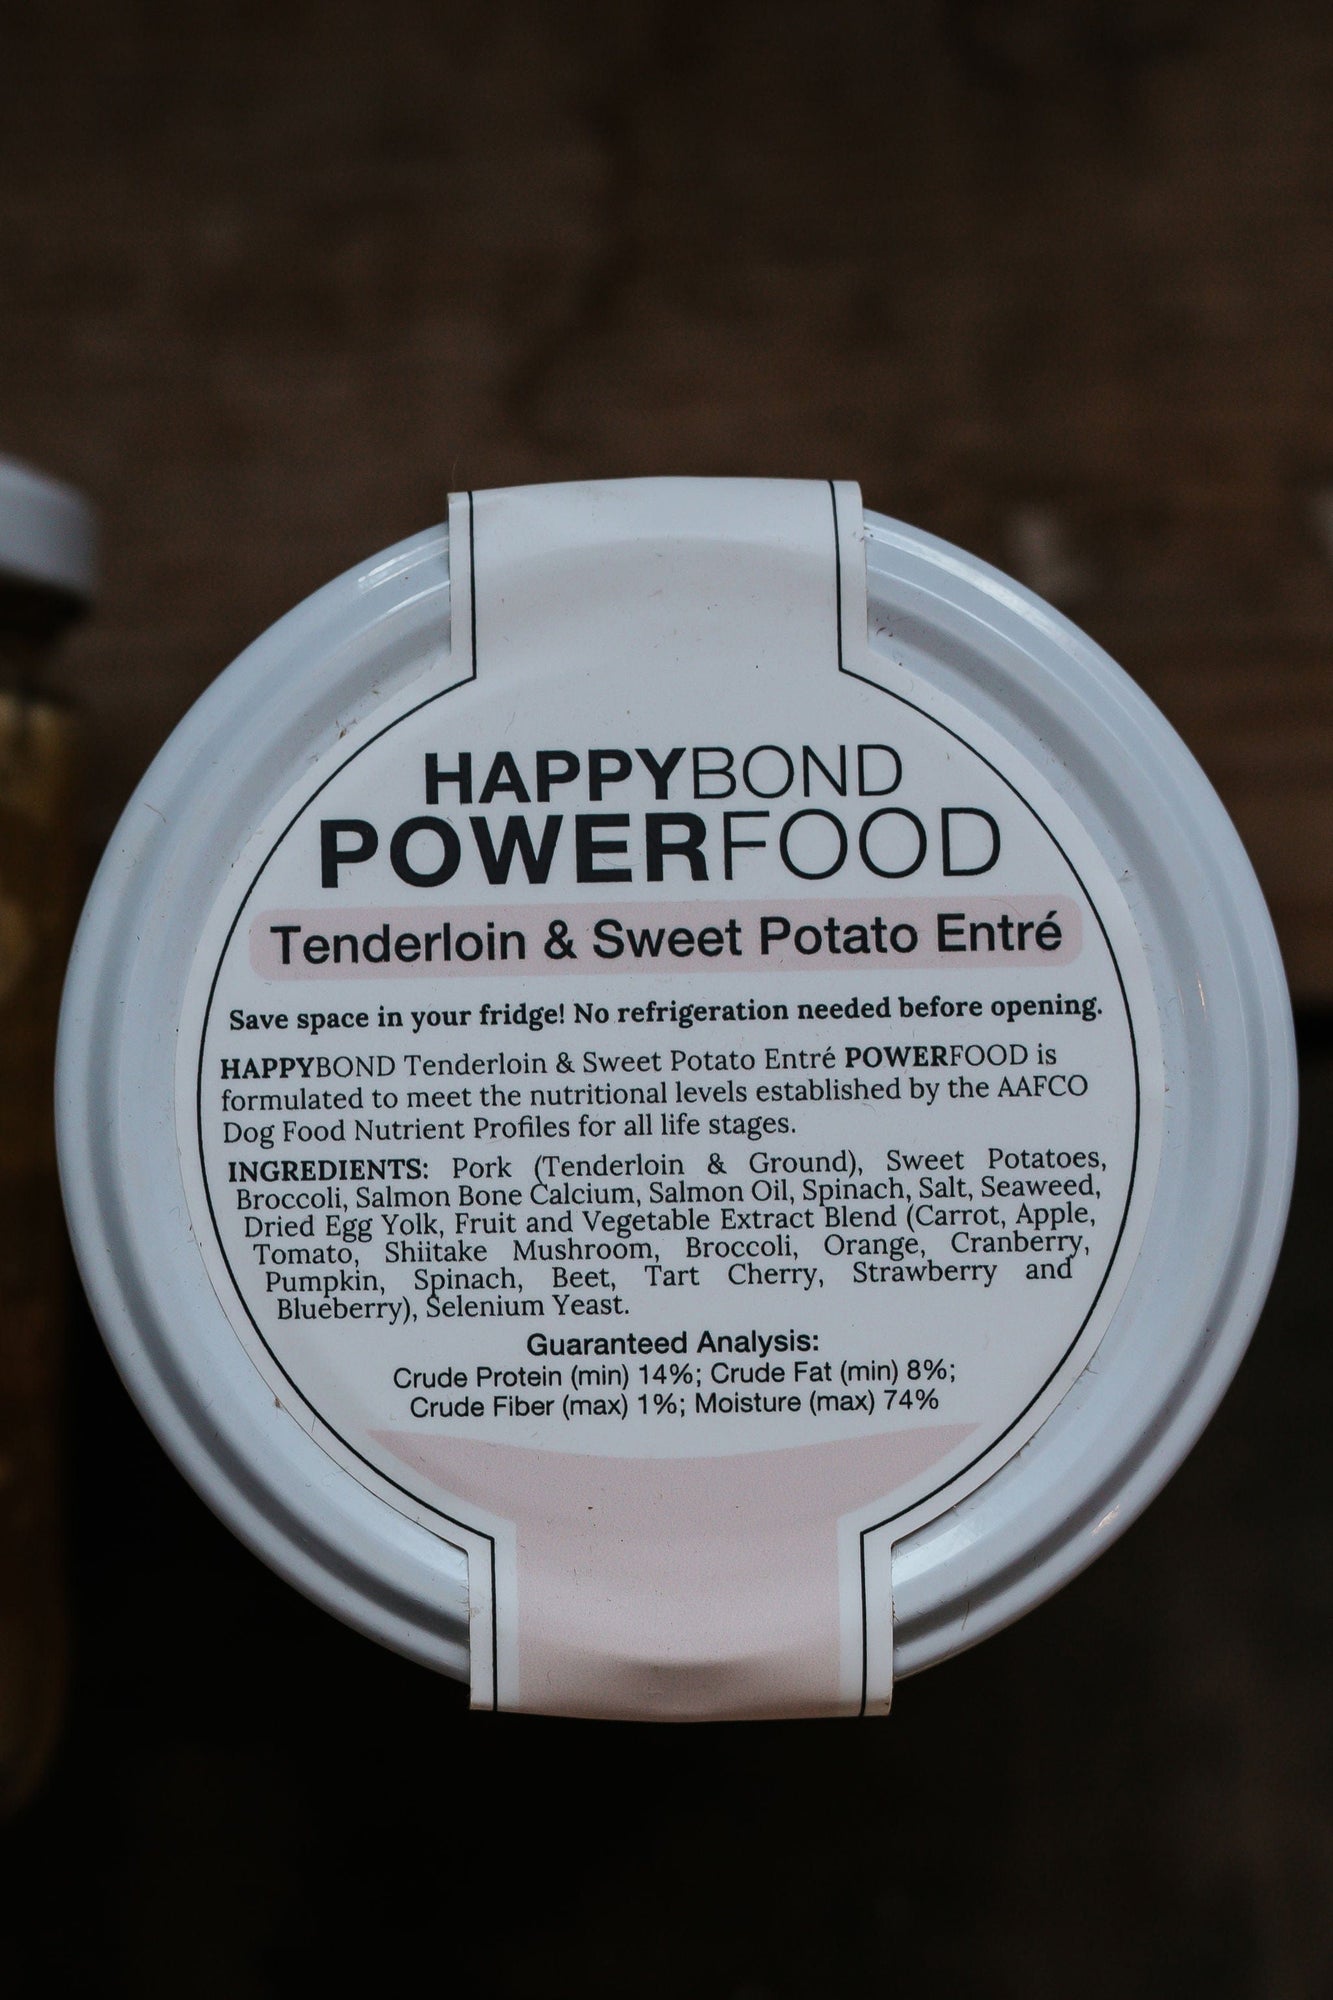 HAPPYBOND
POWERFOOD
Tenderloin & Sweet Potato Entré
Save space in your fridge! No refrigeration needed before opening.
HAPPYBOND Tenderloin & Sweet Potato Entré POWERFOOD is
formulated to meet the nutritional levels established by the AAFCO
Dog Food Nutrient Profiles for all life stages.
INGREDIENTS: Pork (Tenderloin & Ground), Sweet Potatoes,
Broccoli, Salmon Bone Calcium, Salmon Oil, Spinach, Salt, Seaweed,
Dried Egg Yolk, Fruit and Vegetable Extract Blend (Carrot, Apple,
Tomato, Shiitake Mushroom, Broccoli, Orange, Cranberry,
Pumpkin, Spinach, Beet, Tart Cherry, Strawberry and
Blueberry), Selenium Yeast.
Guaranteed Analysis:
Crude Protein (min) 14%; Crude Fat (min) 8%;
Crude Fiber (max) 1%; Moisture (max) 74%